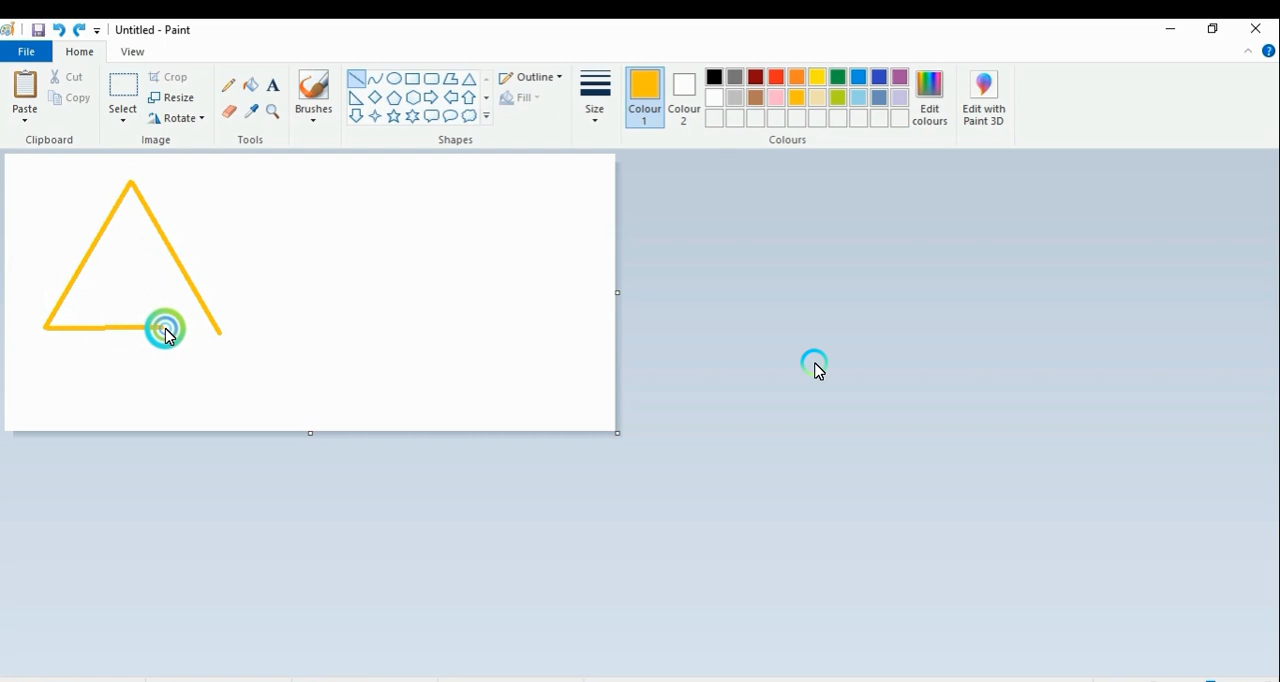 Untitled - Paint
File Home View
Paste Cut Copy
Clipboard
Select Crop Resize Rotate
Image
A
Tools
Brushes
Outline Fill
Shapes
Size
Colour 1
Colour 2
Edit colours
Colours
Edit with Paint 3D
?